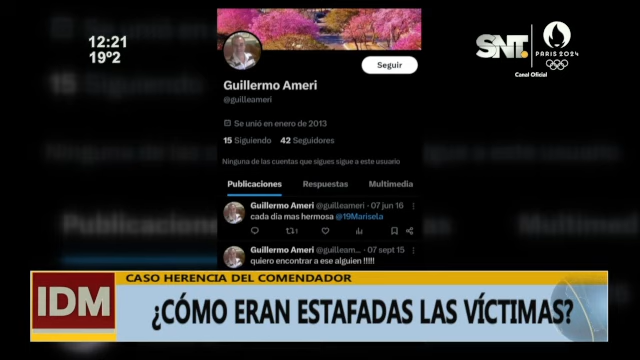 12:21
19º2
SNT
PARIS 2024
Canal Oficial
Seguir
Guillermo Ameri
@guilleameri
Se unió en enero de 2013
15 Siguiendo 42 Seguidores
Ninguna de las cuentas que sigues sigue a este usuario
Publicaciones Respuestas Multimedia
Guillermo Ameri @guilleameri · 07 jun 16
cada día mas hermosa @19Marisela
1
Guillermo Ameri @guilleam... · 07 sept 15
quiero encontrar a ese alguien !!!!!
CASO HERENCIA DEL COMENDADOR
IDM
¿CÓMO ERAN ESTAFADAS LAS VÍCTIMAS?